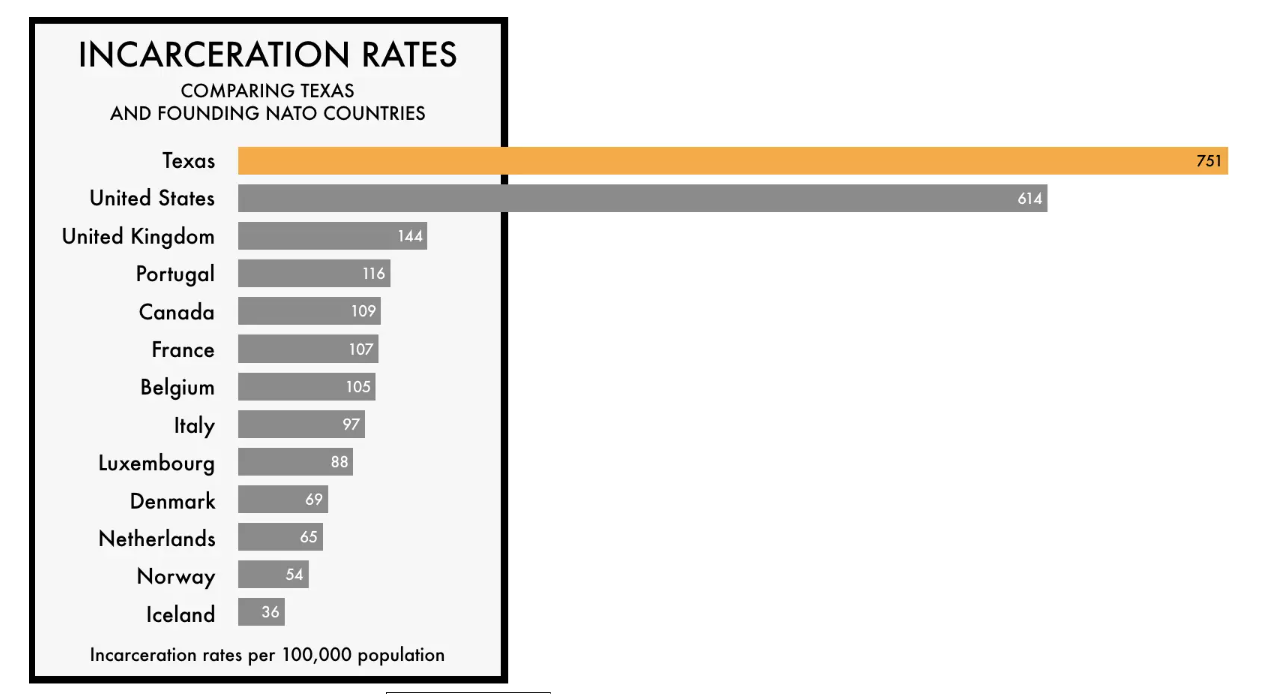 INCARCERATION RATES
COMPARING TEXAS
AND FOUNDING NATO COUNTRIES
Texas 751
United States 614
United Kingdom 144
Portugal 116
Canada 109
France 107
Belgium 105
Italy 97
Luxembourg 88
Denmark 69
Netherlands 65
Norway 54
Iceland 36
Incarceration rates per 100,000 population